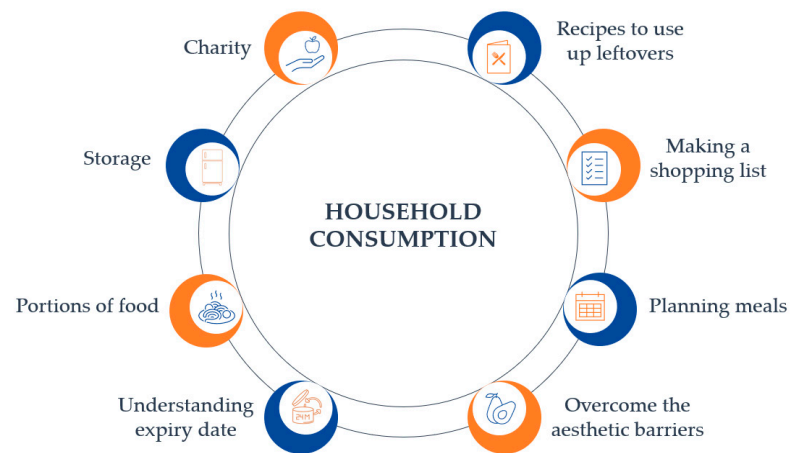 Charity
Recipes to use
up leftovers
Storage
Making a
shopping list
HOUSEHOLD
CONSUMPTION
Portions of food
Planning meals
Understanding
expiry date
24M
Overcome the
aesthetic barriers